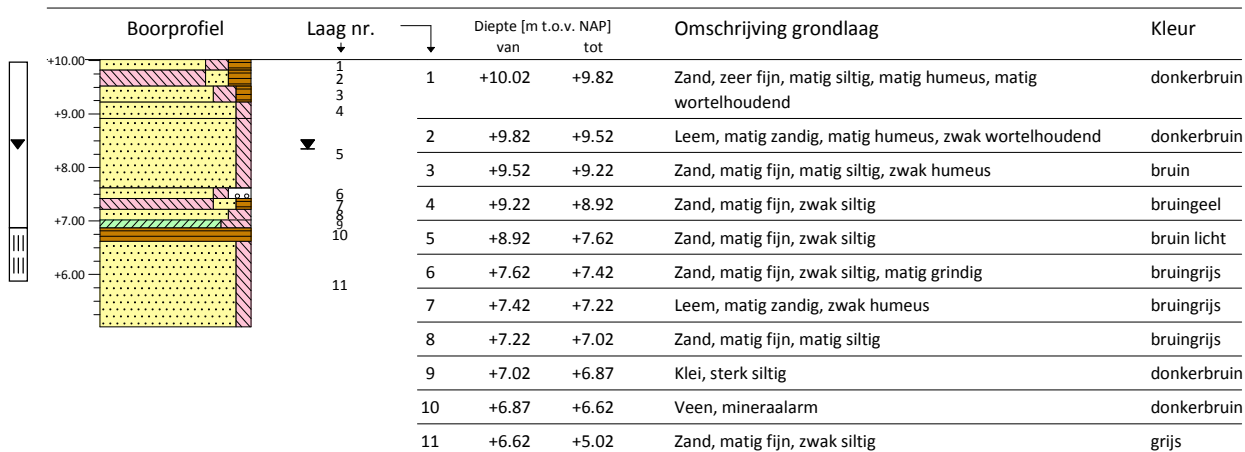 Boorprofiel Laag nr. Diepte [m t.o.v. NAP] Omschrijving grondlaag Kleur
van tot
+10.00
+9.00
+8.00
+7.00
+6.00
1
2
3
4
5
6
7
8
9
10
11
1 +10.02 +9.82 Zand, zeer fijn, matig siltig, matig humeus, matig donkerbruin
wortelhoudend
2 +9.82 +9.52 Leem, matig zandig, matig humeus, zwak wortelhoudend donkerbruin
3 +9.52 +9.22 Zand, matig fijn, matig siltig, zwak humeus bruin
4 +9.22 +8.92 Zand, matig fijn, zwak siltig bruingeel
5 +8.92 +7.62 Zand, matig fijn, zwak siltig bruin licht
6 +7.62 +7.42 Zand, matig fijn, zwak siltig, matig grindig bruingrijs
7 +7.42 +7.22 Leem, matig zandig, zwak humeus bruingrijs
8 +7.22 +7.02 Zand, matig fijn, matig siltig bruingrijs
9 +7.02 +6.87 Klei, sterk siltig donkerbruin
10 +6.87 +6.62 Veen, mineraalarm donkerbruin
11 +6.62 +5.02 Zand, matig fijn, zwak siltig grijs